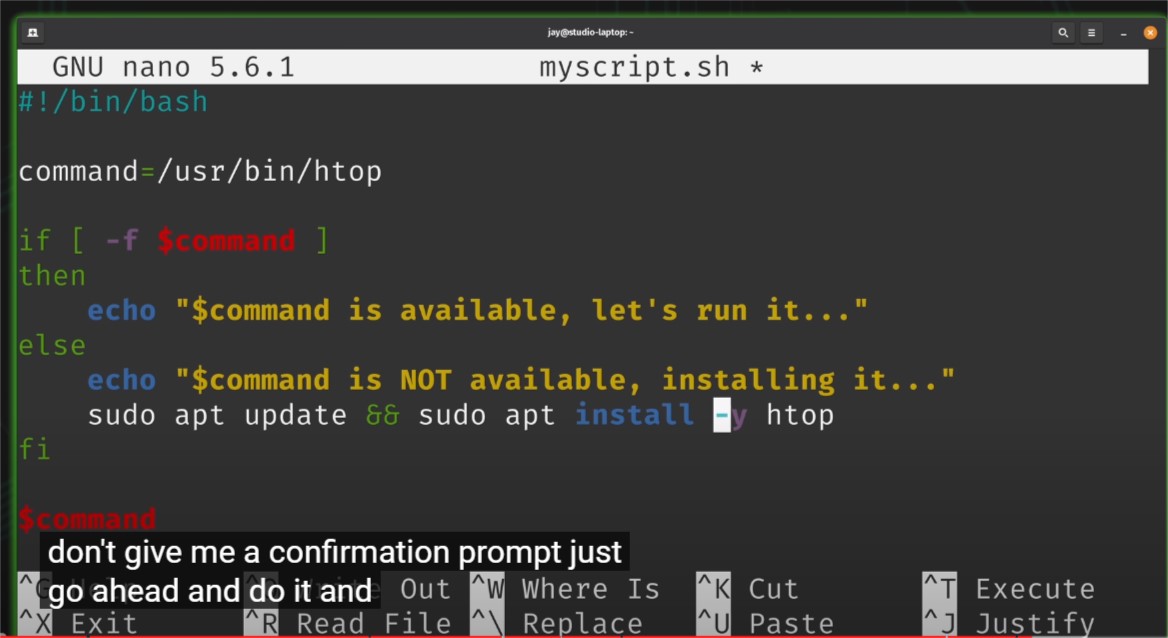 jay@studio-laptop: ~
GNU nano 5.6.1 myscript.sh *
#!/bin/bash
command=/usr/bin/htop
if [ -f $command ]
then
echo "$command is available, let's run it..."
else
echo "$command is NOT available, installing it..."
sudo apt update && sudo apt install -y htop
fi
$command
don't give me a confirmation prompt just
go ahead and do it and
^G Out ^W Where Is ^K Cut ^T Execute
^X Exit ^R Read File ^\ Replace ^U Paste ^J Justify